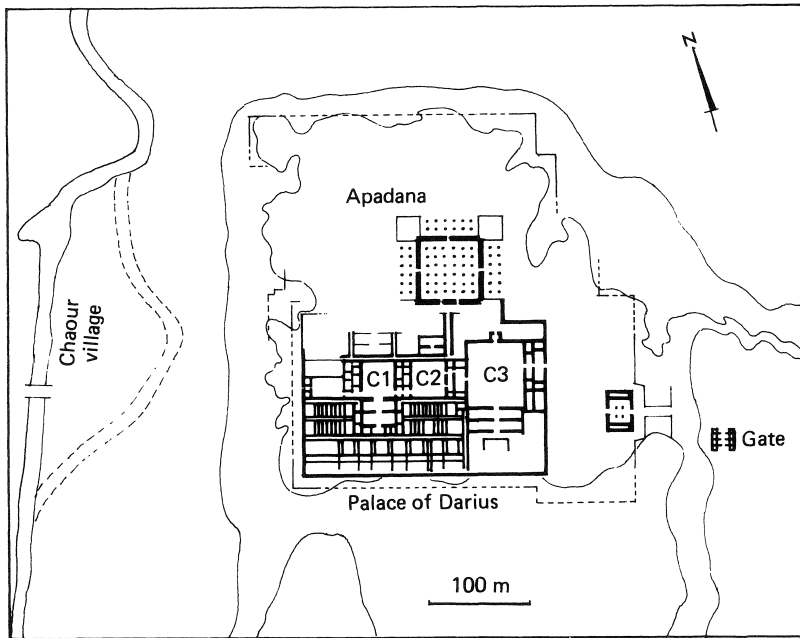 N
Apadana
Chaour
village
C1
C2
C3
Gate
Palace of Darius
100 m